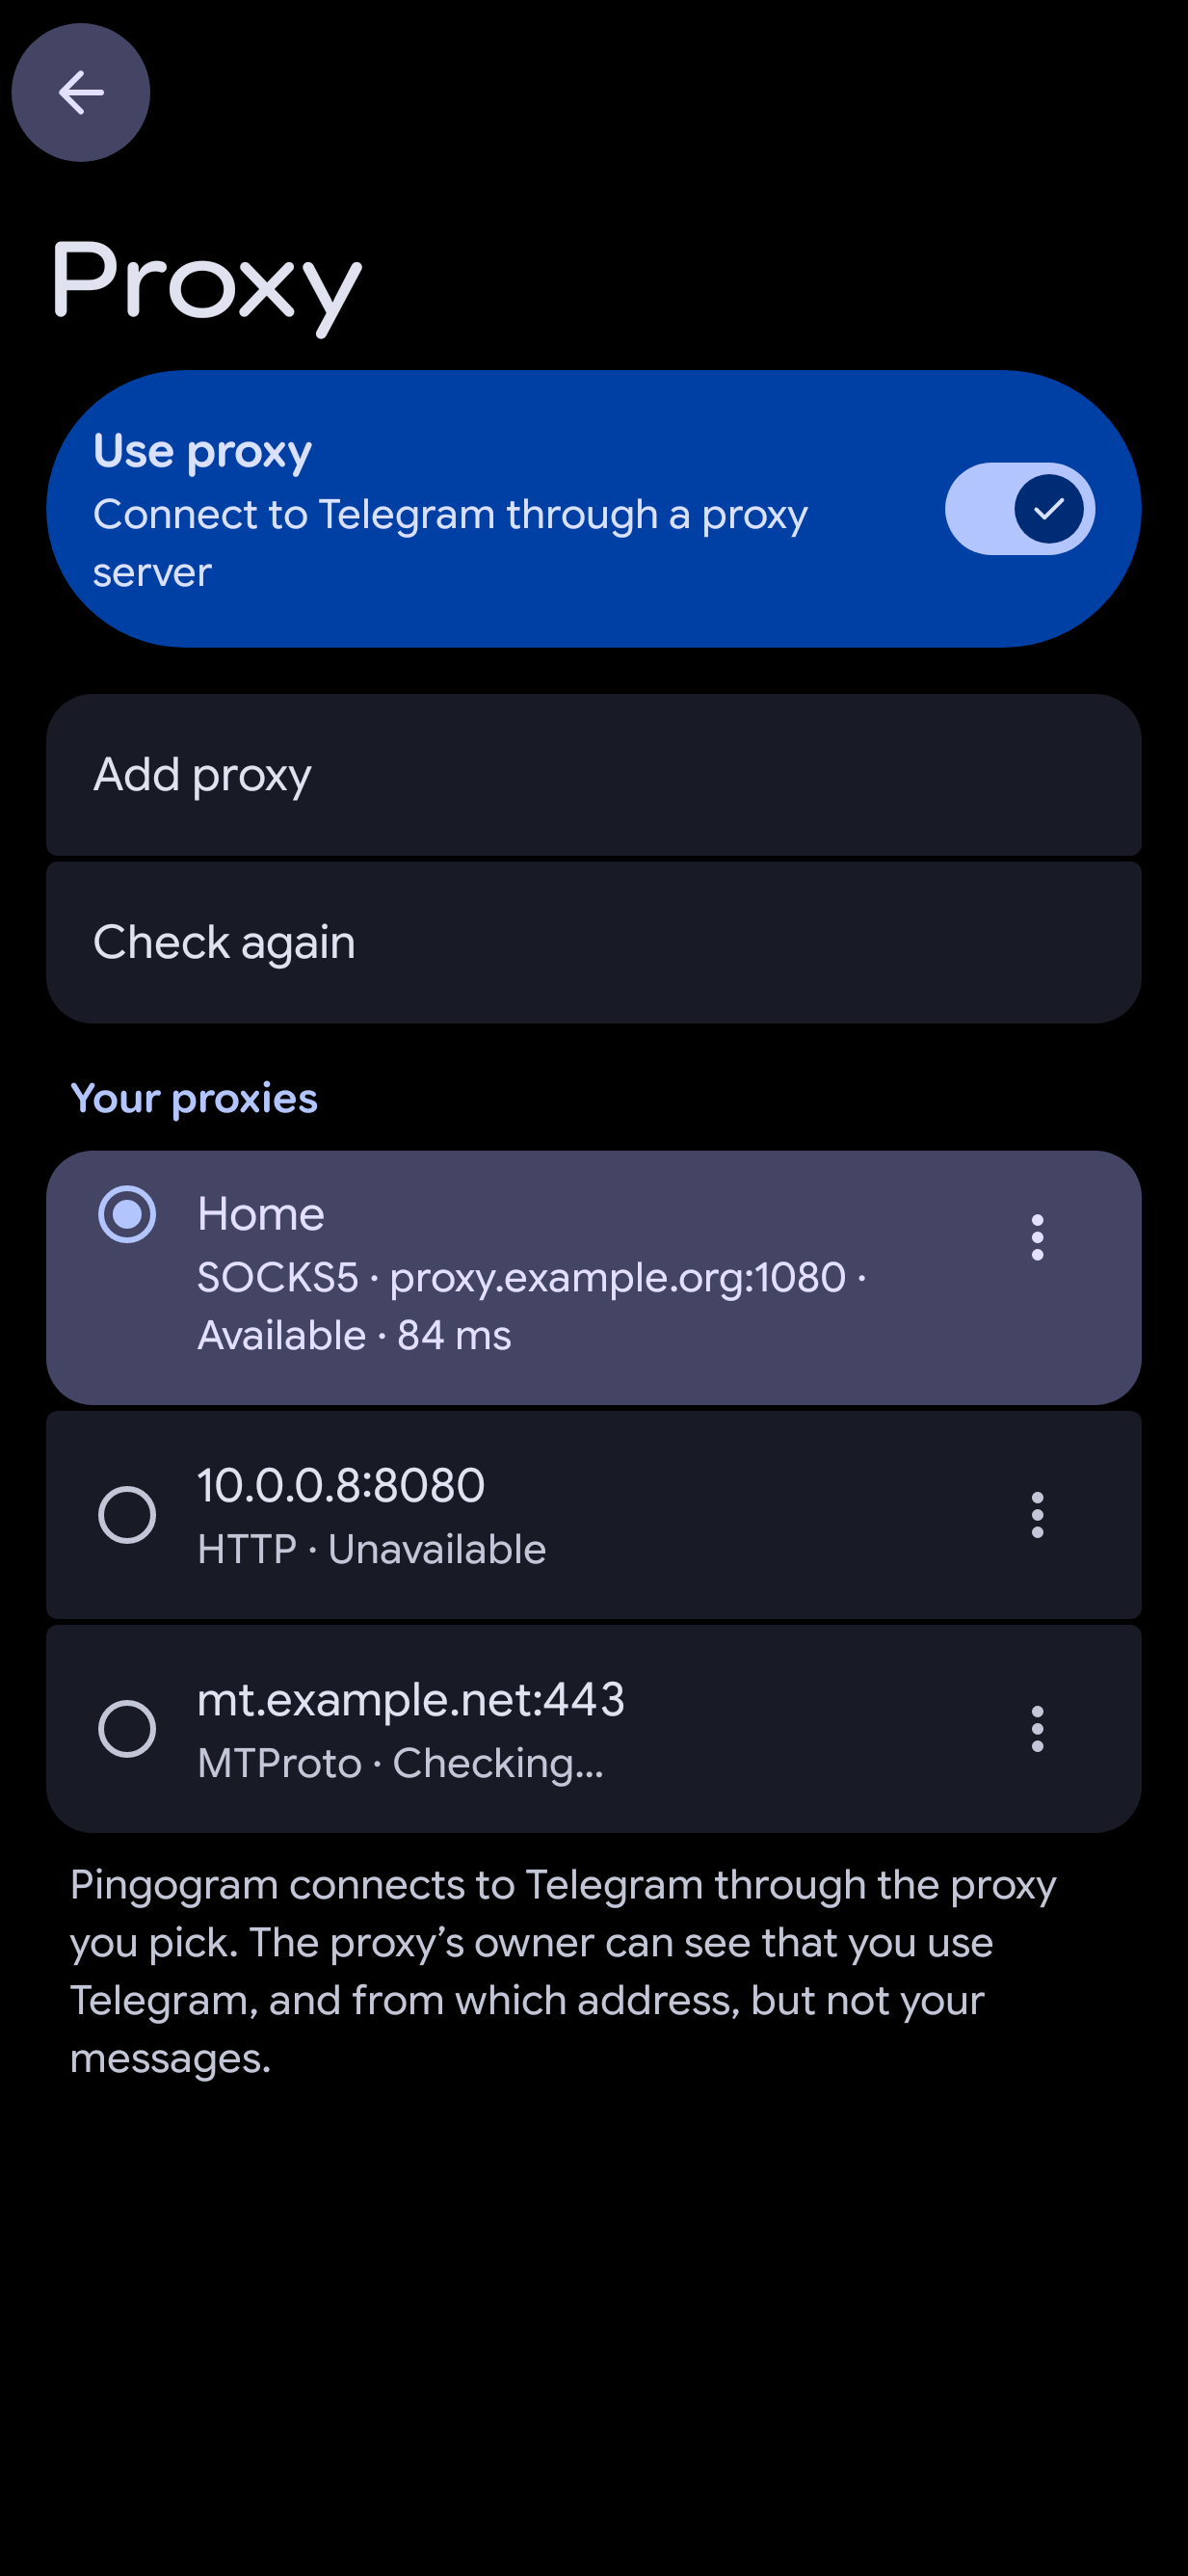 Proxy
Use proxy
Connect to Telegram through a proxy
server
Add proxy
Check again
Your proxies
Home
SOCKS5 · proxy.example.org:1080 ·
Available · 84 ms
10.0.0.8:8080
HTTP · Unavailable
mt.example.net:443
MTProto · Checking...
Pingogram connects to Telegram through the proxy
you pick. The proxy’s owner can see that you use
Telegram, and from which address, but not your
messages.